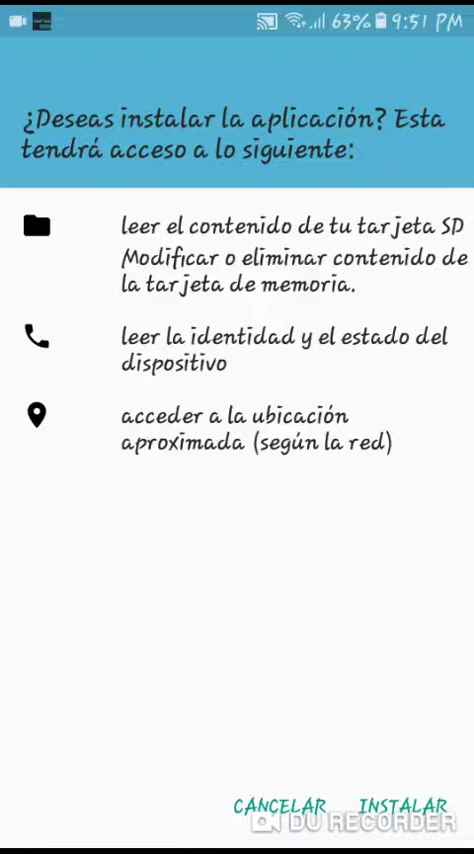 63% 9:51 PM
¿Deseas instalar la aplicación? Esta
tendrá acceso a lo siguiente:
leer el contenido de tu tarjeta SD
Modificar o eliminar contenido de
la tarjeta de memoria.
leer la identidad y el estado del
dispositivo
acceder a la ubicación
aproximada (según la red)
CANCELAR INSTALAR
DU RECORDER